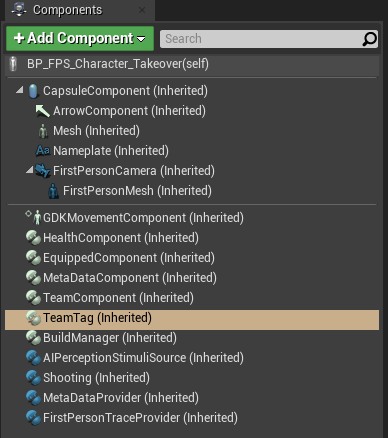 Components
+ Add Component
Search
BP_FPS_Character_Takeover(self)
CapsuleComponent (Inherited)
ArrowComponent (Inherited)
Mesh (Inherited)
Nameplate (Inherited)
FirstPersonCamera (Inherited)
FirstPersonMesh (Inherited)
GDKMovementComponent (Inherited)
HealthComponent (Inherited)
EquippedComponent (Inherited)
MetaDataComponent (Inherited)
TeamComponent (Inherited)
TeamTag (Inherited)
BuildManager (Inherited)
AIPerceptionStimuliSource (Inherited)
Shooting (Inherited)
MetaDataProvider (Inherited)
FirstPersonTraceProvider (Inherited)